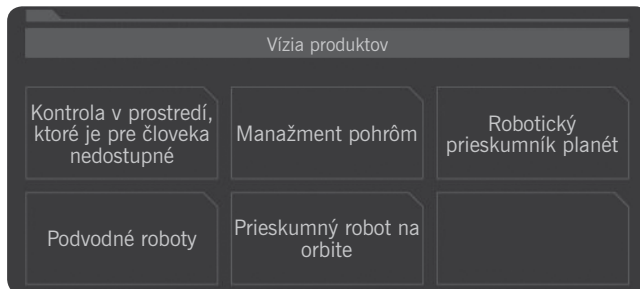 Vízia produktov
Kontrola v prostredí,
ktoré je pre človeka
nedostupné
Manažment pohrôm
Robotický
prieskumník planét
Podvodné roboty
Prieskumný robot na
orbite